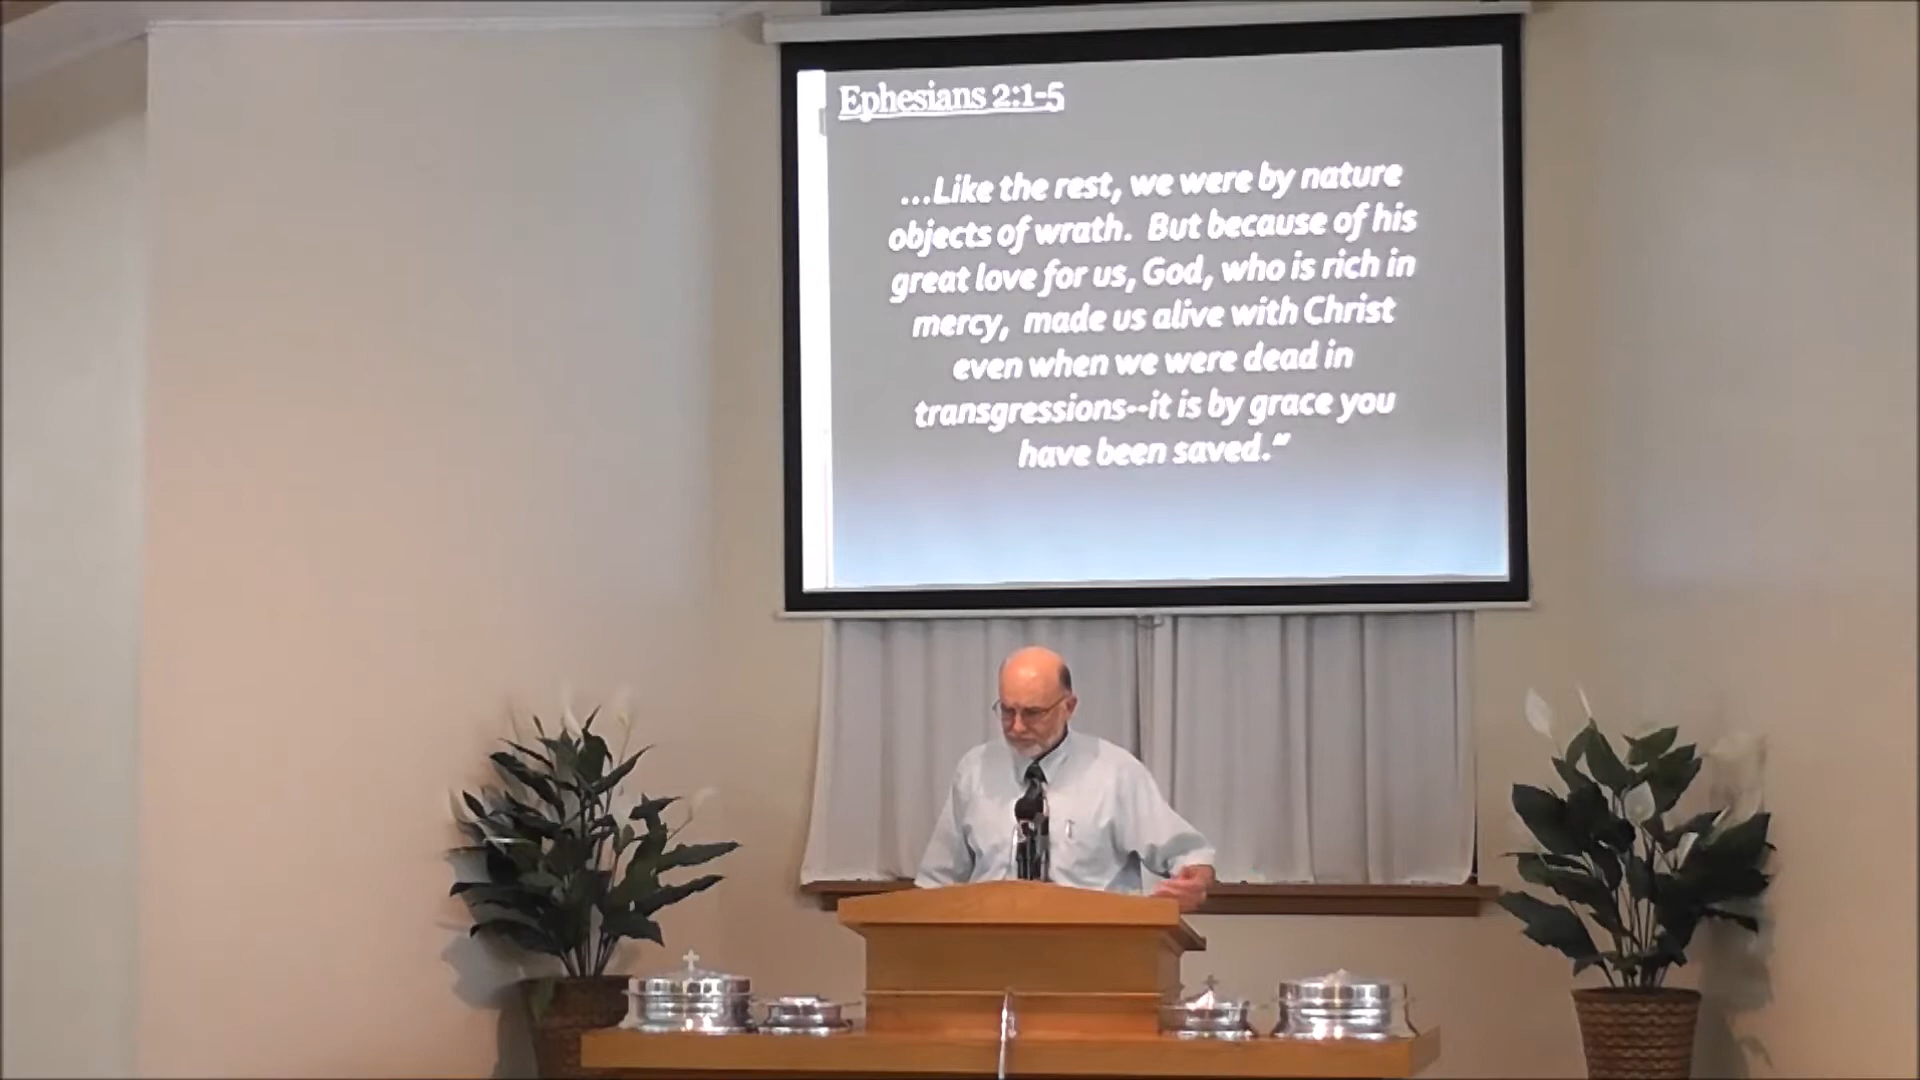 Ephesians 2:1-5
...Like the rest, we were by nature
objects of wrath. But because of his
great love for us, God, who is rich in
mercy, made us alive with Christ
even when we were dead in
transgressions--it is by grace you
have been saved.”